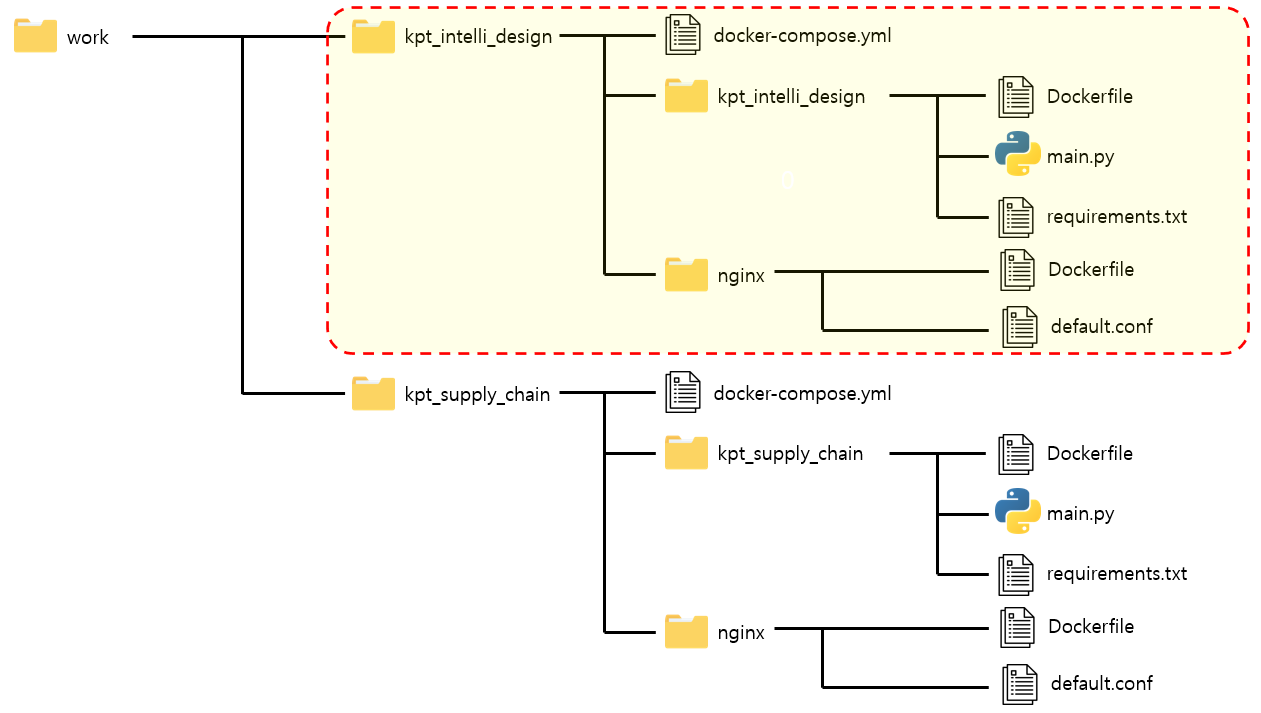 work
kpt_intelli_design
docker-compose.yml
kpt_intelli_design
Dockerfile
main.py
requirements.txt
nginx
Dockerfile
default.conf
kpt_supply_chain
docker-compose.yml
kpt_supply_chain
Dockerfile
main.py
requirements.txt
nginx
Dockerfile
default.conf